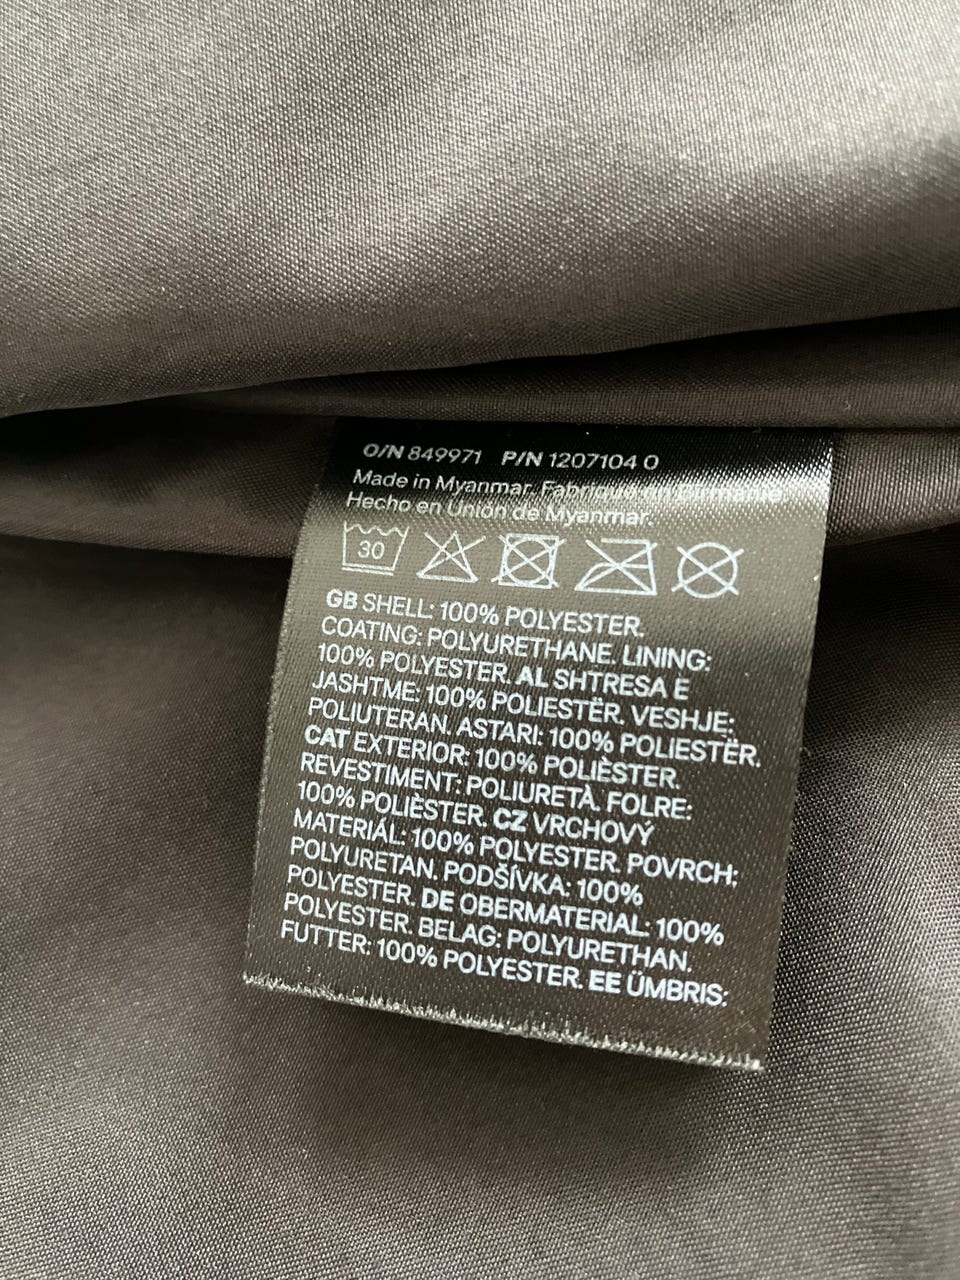 O/N 849971 P/N 1207104 0
Made in Myanmar. Fabriqué en Birmanie.
Hecho en Unión de Myanmar.
30
GB SHELL: 100% POLYESTER.
COATING: POLYURETHANE. LINING:
100% POLYESTER. AL SHTRESA E
JASHTME: 100% POLIESTËR. VESHJE:
POLIUTERAN. ASTARI: 100% POLIESTËR.
CAT EXTERIOR: 100% POLIÈSTER.
REVESTIMENT: POLIURETÀ. FOLRE:
100% POLIÈSTER. CZ VRCHOVÝ
MATERIÁL: 100% POLYESTER. POVRCH:
POLYURETAN. PODŠÍVKA: 100%
POLYESTER. DE OBERMATERIAL: 100%
POLYESTER. BELAG: POLYURETHAN.
FUTTER: 100% POLYESTER. EE ÜMBRIS: